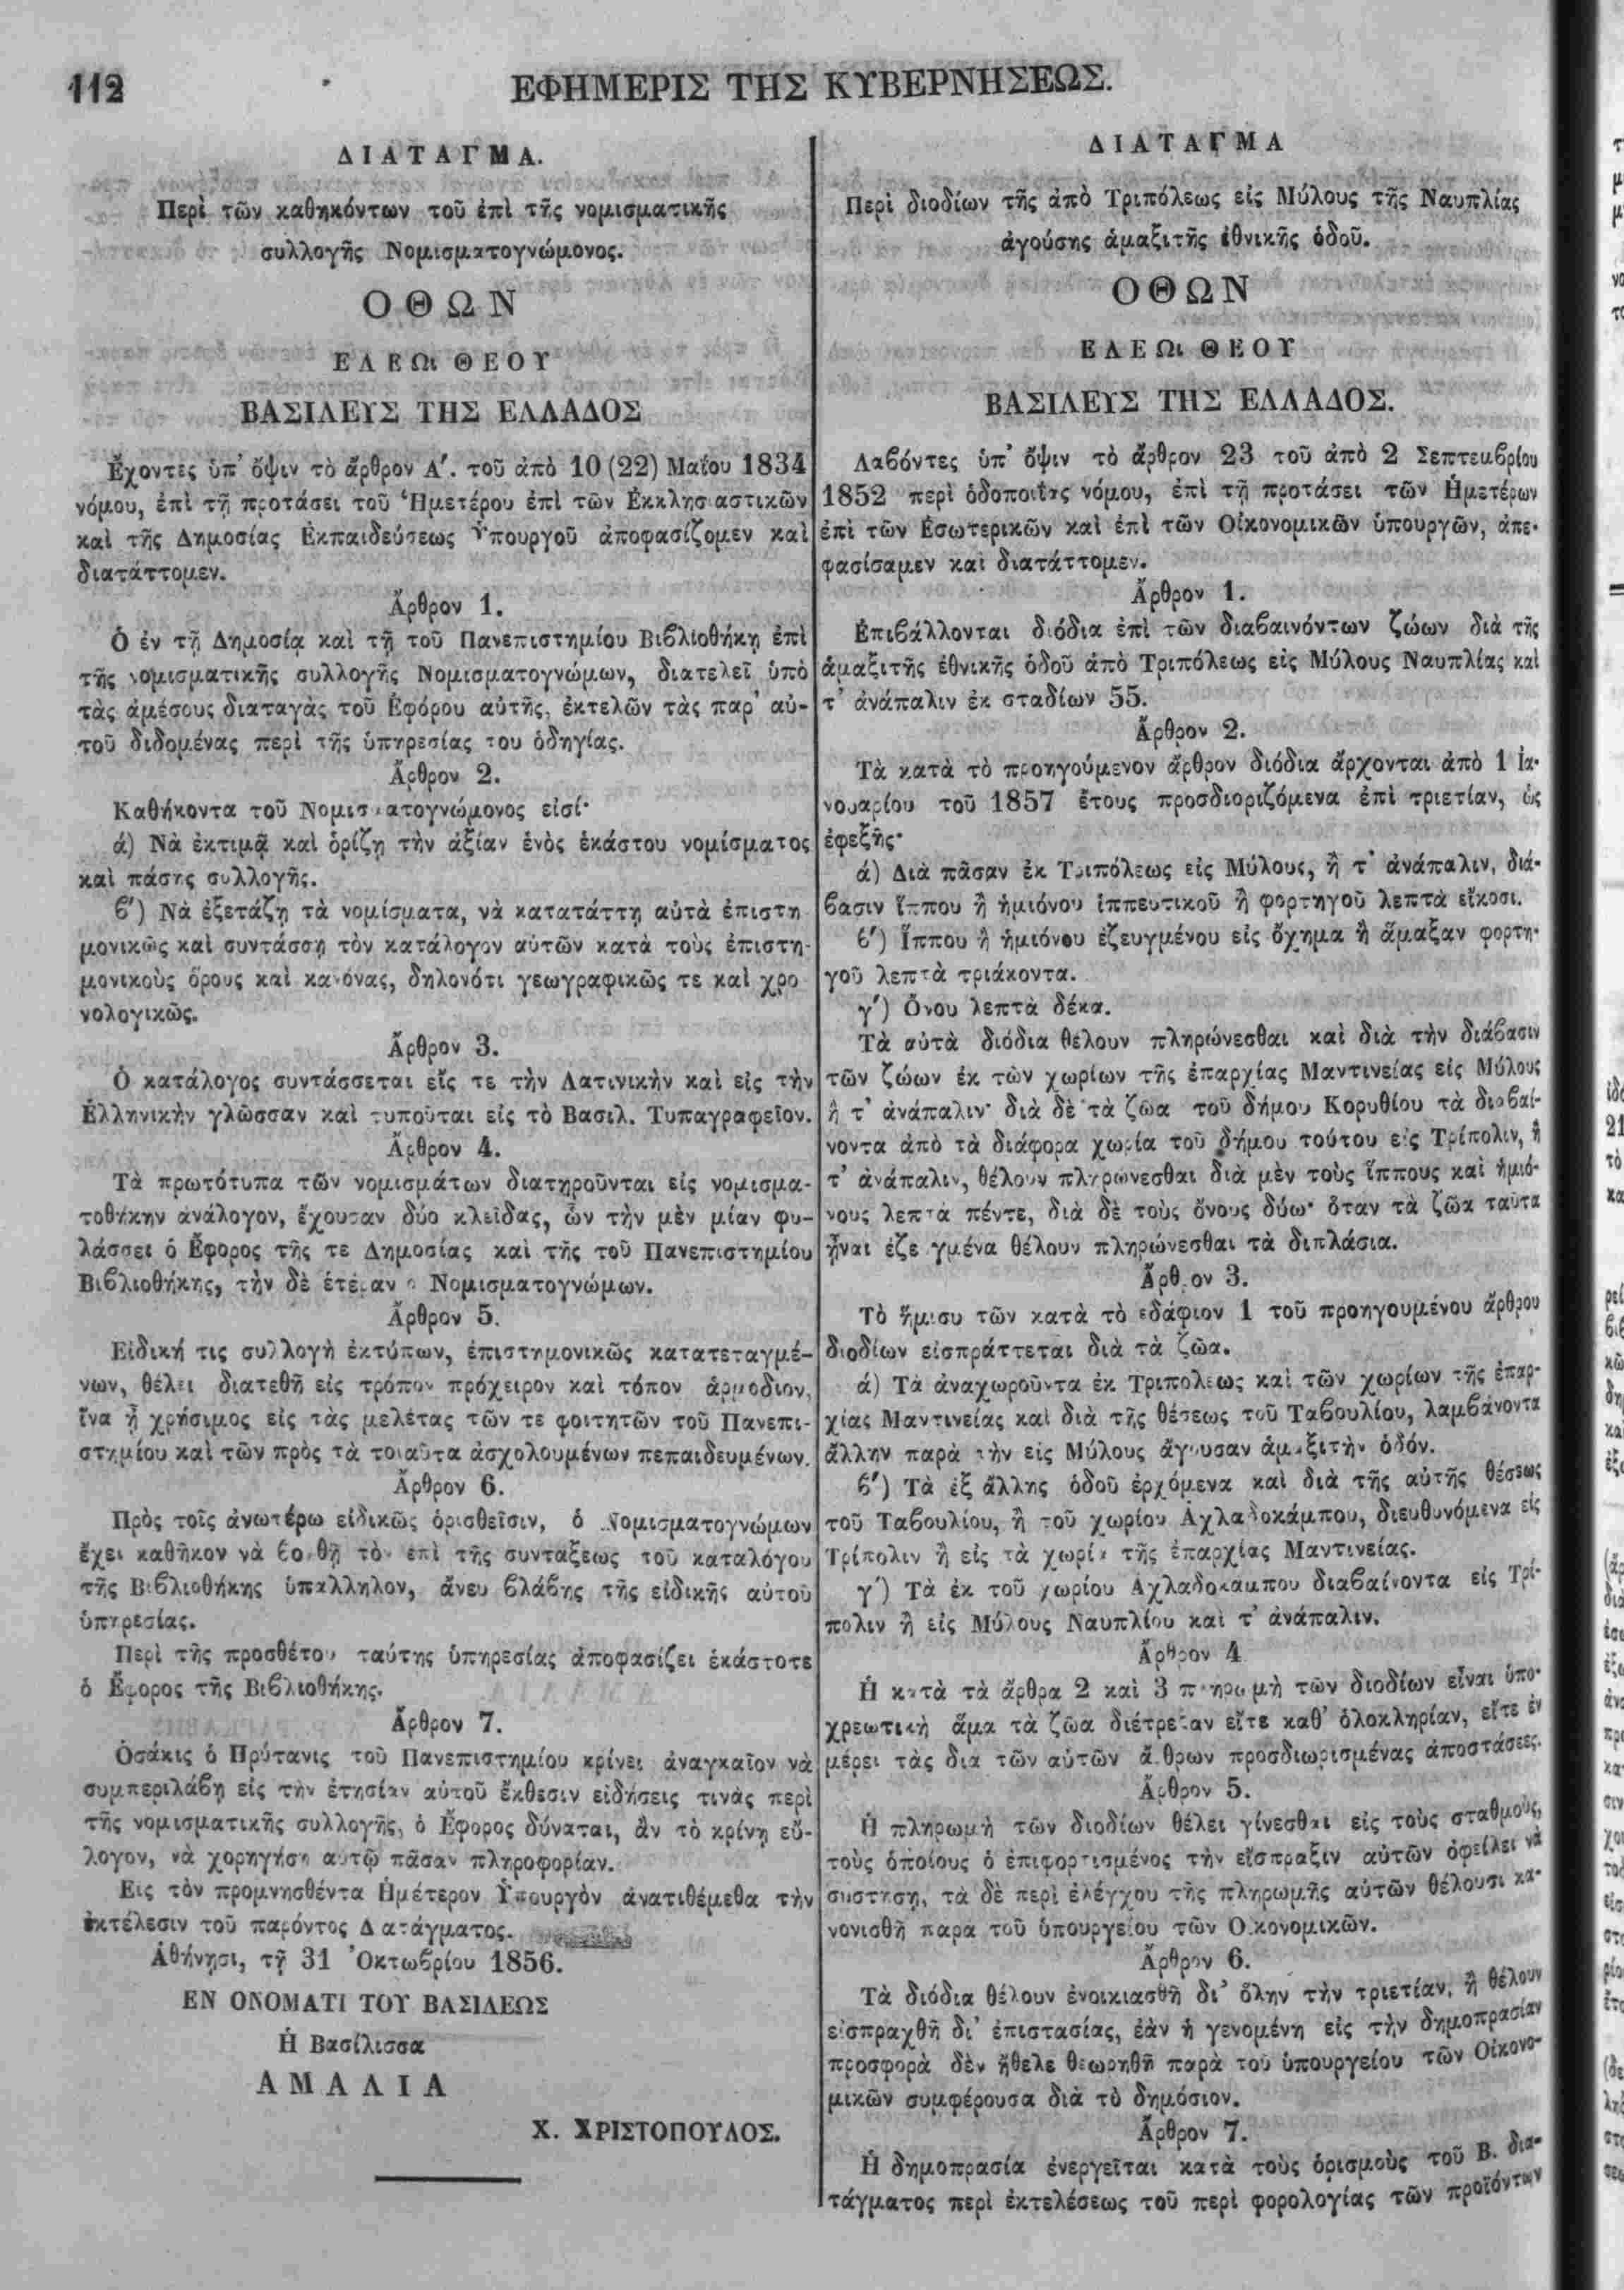 112
ΕΦΗΜΕΡΙΣ ΤΗΣ ΚΥΒΕΡΝΗΣΕΩΣ.
ΔΙΑΤΑΓΜΑ.
Περὶ τῶν καθηκόντων τοῦ ἐπὶ τῆς νομισματικῆς
συλλογῆς Νομισματογνώμονος.
ΟΘΩΝ
ΕΛΕΩι ΘΕΟΥ
ΒΑΣΙΛΕΥΣ ΤΗΣ ΕΛΛΑΔΟΣ
Ἔχοντες ὑπ' ὄψιν τὸ ἄρθρον Α'. τοῦ ἀπὸ 10 (22) Μαΐου 1834
νόμου, ἐπὶ τῇ προτάσει τοῦ Ἡμετέρου ἐπὶ τῶν Ἐκκλησιαστικῶν
καὶ τῆς Δημοσίας Ἐκπαιδεύσεως Ὑπουργοῦ ἀποφασίζομεν καὶ
διατάττομεν.
Ἄρθρον 1.
Ὁ ἐν τῇ Δημοσίᾳ καὶ τῇ τοῦ Πανεπιστημίου Βιβλιοθήκῃ ἐπὶ
τῆς νομισματικῆς συλλογῆς Νομισματογνώμων, διατελεῖ ὑπὸ
τὰς ἀμέσους διαταγὰς τοῦ Ἐφόρου αὐτῆς, ἐκτελῶν τὰς παρ' αὐ-
τοῦ διδομένας περὶ τῆς ὑπηρεσίας του ὁδηγίας.
Ἄρθρον 2.
Καθήκοντα τοῦ Νομισματογνώμονος εἰσί·
ά) Νὰ ἐκτιμᾷ καὶ ὁρίζῃ τὴν ἀξίαν ἑνὸς ἑκάστου νομίσματος
καὶ πάσης συλλογῆς.
β') Νὰ ἐξετάζῃ τὰ νομίσματα, νὰ κατατάττῃ αὐτὰ ἐπιστη
μονικῶς καὶ συντάσσῃ τὸν κατάλογον αὐτῶν κατὰ τοὺς ἐπιστη-
μονικοὺς ὅρους καὶ κανόνας, δηλονότι γεωγραφικῶς τε καὶ χρο
νολογικῶς.
Ἄρθρον 3.
Ὁ κατάλογος συντάσσεται εἴς τε τὴν Λατινικὴν καὶ εἰς τὴν
Ἑλληνικὴν γλῶσσαν καὶ τυποῦται εἰς τὸ Βασιλ. Τυπαγραφεῖον.
Ἄρθρον 4.
Τὰ πρωτότυπα τῶν νομισμάτων διατηροῦνται εἰς νομισμα-
τοθήκην ἀνάλογον, ἔχουσαν δύο κλεῖδας, ὧν τὴν μὲν μίαν φυ-
λάσσει ὁ Ἔφορος τῆς τε Δημοσίας καὶ τῆς τοῦ Πανεπιστημίου
Βιβλιοθήκης, τὴν δὲ ἑτέραν ὁ Νομισματογνώμων.
Ἄρθρον 5.
Εἰδική τις συλλογὴ ἐκτύπων, ἐπιστημονικῶς κατατεταγμέ-
νων, θέλει διατεθῆ εἰς τρόπον πρόχειρον καὶ τόπον ἁρμόδιον,
ἵνα ᾖ χρήσιμος εἰς τὰς μελέτας τῶν τε φοιτητῶν τοῦ Πανεπι-
στημίου καὶ τῶν πρὸς τὰ τοιαῦτα ἀσχολουμένων πεπαιδευμένων.
Ἄρθρον 6.
Πρὸς τοῖς ἀνωτέρω εἰδικῶς ὁρισθεῖσιν, ὁ Νομισματογνώμων
ἔχει καθῆκον νὰ βοηθῇ τὸν ἐπὶ τῆς συντάξεως τοῦ καταλόγου
τῆς Βιβλιοθήκης ὑπάλληλον, ἄνευ βλάβης τῆς εἰδικῆς αὐτοῦ
ὑπηρεσίας.
Περὶ τῆς προσθέτου ταύτης ὑπηρεσίας ἀποφασίζει ἑκάστοτε
ὁ Ἔφορος τῆς Βιβλιοθήκης.
Ἄρθρον 7.
Ὁσάκις ὁ Πρύτανις τοῦ Πανεπιστημίου κρίνει ἀναγκαῖον νὰ
συμπεριλάβῃ εἰς τὴν ἐτησίαν αὐτοῦ ἔκθεσιν εἰδήσεις τινὰς περὶ
τῆς νομισματικῆς συλλογῆς, ὁ Ἔφορος δύναται, ἂν τὸ κρίνῃ εὔ-
λογον, νὰ χορηγήσῃ αὐτῷ πᾶσαν πληροφορίαν.
Εἰς τὸν προμνησθέντα Ἡμέτερον Ὑπουργὸν ἀνατιθέμεθα τὴν
ἐκτέλεσιν τοῦ παρόντος Διατάγματος.
Ἀθήνῃσι, τῇ 31 Ὀκτωβρίου 1856.
ΕΝ ΟΝΟΜΑΤΙ ΤΟΥ ΒΑΣΙΛΕΩΣ
Ἡ Βασίλισσα
ΑΜΑΛΙΑ
Χ. ΧΡΙΣΤΟΠΟΥΛΟΣ.
ΔΙΑΤΑΓΜΑ
Περὶ διοδίων τῆς ἀπὸ Τριπόλεως εἰς Μύλους τῆς Ναυπλίας
ἀγούσης ἁμαξιτῆς ἐθνικῆς ὁδοῦ.
ΟΘΩΝ
ΕΛΕΩι ΘΕΟΥ
ΒΑΣΙΛΕΥΣ ΤΗΣ ΕΛΛΑΔΟΣ.
Λαβόντες ὑπ' ὄψιν τὸ ἄρθρον 23 τοῦ ἀπὸ 2 Σεπτεμβρίου
1852 περὶ ὁδοποιΐας νόμου, ἐπὶ τῇ προτάσει τῶν Ἡμετέρων
ἐπὶ τῶν Ἐσωτερικῶν καὶ ἐπὶ τῶν Οἰκονομικῶν ὑπουργῶν, ἀπε-
φασίσαμεν καὶ διατάττομεν.
Ἄρθρον 1.
Ἐπιβάλλονται διόδια ἐπὶ τῶν διαβαινόντων ζώων διὰ τῆς
ἁμαξιτῆς ἐθνικῆς ὁδοῦ ἀπὸ Τριπόλεως εἰς Μύλους Ναυπλίας καὶ
τ' ἀνάπαλιν ἐκ σταδίων 55.
Ἄρθρον 2.
Τὰ κατὰ τὸ προηγούμενον ἄρθρον διόδια ἄρχονται ἀπὸ 1 Ἰα-
νουαρίου τοῦ 1857 ἔτους προσδιοριζόμενα ἐπὶ τριετίαν, ὡς
ἐφεξῆς·
ά) Διὰ πᾶσαν ἐκ Τριπόλεως εἰς Μύλους, ἢ τ' ἀνάπαλιν, διά-
βασιν ἵππου ἢ ἡμιόνου ἱππευτικοῦ ἢ φορτηγοῦ λεπτὰ εἴκοσι.
β') Ἵππου ἢ ἡμιόνου ἐζευγμένου εἰς ὄχημα ἢ ἅμαξαν φορτη-
γοῦ λεπτὰ τριάκοντα.
γ') Ὄνου λεπτὰ δέκα.
Τὰ αὐτὰ διόδια θέλουν πληρώνεσθαι καὶ διὰ τὴν διάβασιν
τῶν ζώων ἐκ τῶν χωρίων τῆς ἐπαρχίας Μαντινείας εἰς Μύλους
ἢ τ' ἀνάπαλιν· διὰ δὲ τὰ ζῶα τοῦ δήμου Κορυθίου τὰ διαβαί-
νοντα ἀπὸ τὰ διάφορα χωρία τοῦ δήμου τούτου εἰς Τρίπολιν, ἢ
τ' ἀνάπαλιν, θέλουν πληρώνεσθαι διὰ μὲν τοὺς ἵππους καὶ ἡμιό-
νους λεπτὰ πέντε, διὰ δὲ τοὺς ὄνους δύω· ὅταν τὰ ζῶα ταῦτα
ἦναι ἐζευγμένα θέλουν πληρώνεσθαι τὰ διπλάσια.
Ἄρθρον 3.
Τὸ ἥμισυ τῶν κατὰ τὸ ἐδάφιον 1 τοῦ προηγουμένου ἄρθρου
διοδίων εἰσπράττεται διὰ τὰ ζῶα.
ά) Τὰ ἀναχωροῦντα ἐκ Τριπόλεως καὶ τῶν χωρίων τῆς ἐπαρ-
χίας Μαντινείας καὶ διὰ τῆς θέσεως τοῦ Ταβουλίου, λαμβάνοντα
ἄλλην παρὰ τὴν εἰς Μύλους ἄγουσαν ἁμαξιτὴν ὁδόν.
β') Τὰ ἐξ ἄλλης ὁδοῦ ἐρχόμενα καὶ διὰ τῆς αὐτῆς θέσεως
τοῦ Ταβουλίου, ἢ τοῦ χωρίου Ἀχλαδοκάμπου, διευθυνόμενα εἰς
Τρίπολιν ἢ εἰς τὰ χωρία τῆς ἐπαρχίας Μαντινείας.
γ') Τὰ ἐκ τοῦ χωρίου Ἀχλαδοκάμπου διαβαίνοντα εἰς Τρί-
πολιν ἢ εἰς Μύλους Ναυπλίου καὶ τ' ἀνάπαλιν.
Ἄρθρον 4
Ἡ κατὰ τὰ ἄρθρα 2 καὶ 3 πληρωμὴ τῶν διοδίων εἶναι ὑπο-
χρεωτικὴ ἅμα τὰ ζῶα διέτρεξαν εἴτε καθ' ὁλοκληρίαν, εἴτε ἐν
μέρει τὰς διὰ τῶν αὐτῶν ἄρθρων προσδιωρισμένας ἀποστάσεις.
Ἄρθρον 5.
Ἡ πληρωμὴ τῶν διοδίων θέλει γίνεσθαι εἰς τοὺς σταθμούς,
τοὺς ὁποίους ὁ ἐπιφορτισμένος τὴν εἴσπραξιν αὐτῶν ὀφείλει νὰ
συστήσῃ, τὰ δὲ περὶ ἐλέγχου τῆς πληρωμῆς αὐτῶν θέλουσι κα-
νονισθῆ παρὰ τοῦ ὑπουργείου τῶν Οἰκονομικῶν.
Ἄρθρον 6.
Τὰ διόδια θέλουν ἐνοικιασθῆ δι' ὅλην τὴν τριετίαν, ἢ θέλουν
εἰσπραχθῆ δι' ἐπιστασίας, ἐὰν ἡ γενομένη εἰς τὴν δημοπρασίαν
προσφορὰ δὲν ἤθελε θεωρηθῆ παρὰ τοῦ ὑπουργείου τῶν Οἰκονο-
μικῶν συμφέρουσα διὰ τὸ δημόσιον.
Ἄρθρον 7.
Ἡ δημοπρασία ἐνεργεῖται κατὰ τοὺς ὁρισμοὺς τοῦ Β. δια-
τάγματος περὶ ἐκτελέσεως τοῦ περὶ φορολογίας τῶν προϊόντων